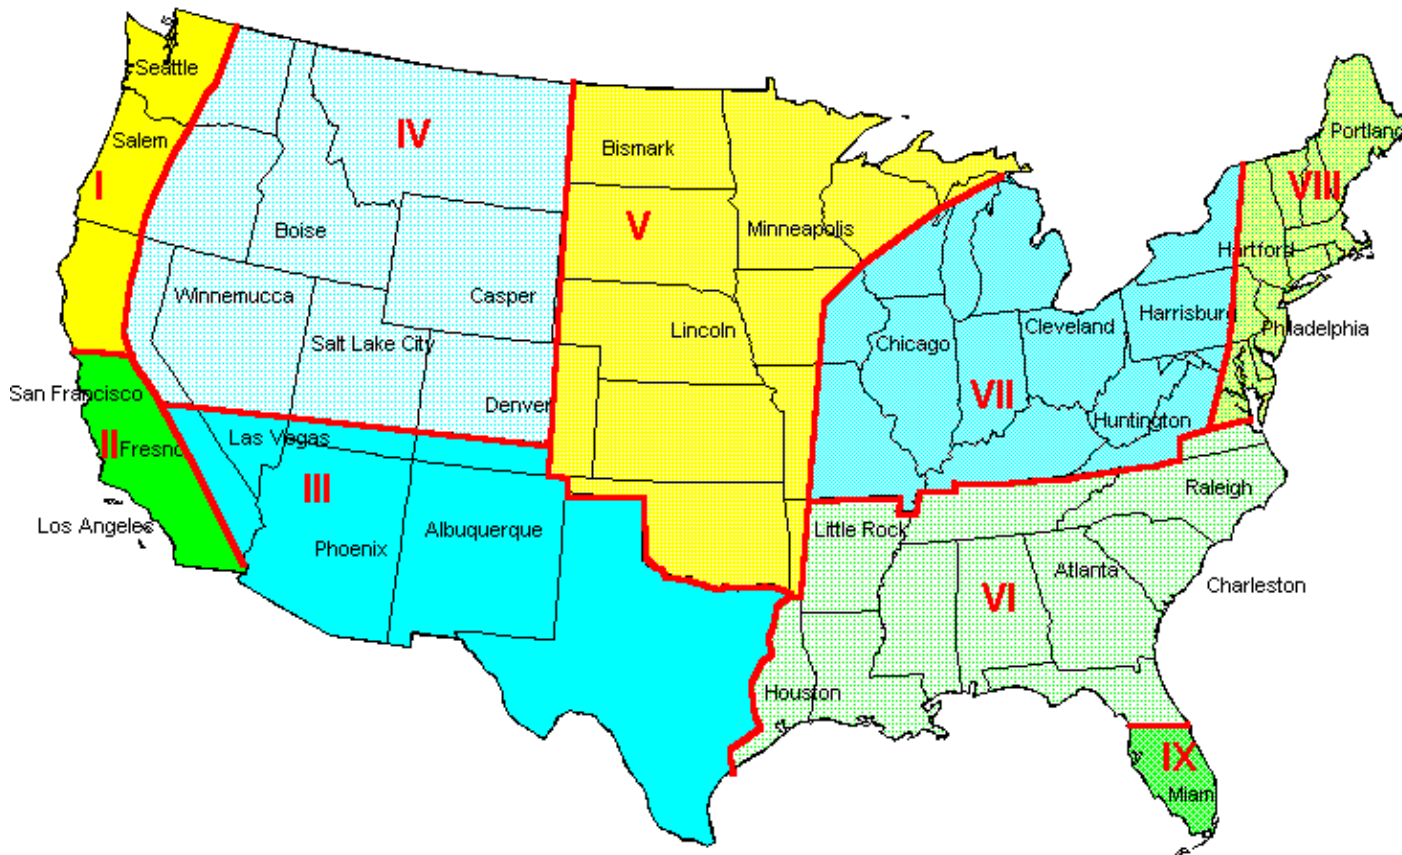 Seattle
Portland
IV
Salem
Bismark
I
VIII
V
Boise
Minneapolis
Hartford
Winnemucca
Casper
Harrisburg
Lincoln
Cleveland
Philadelphia
Salt Lake City
Chicago
San Francisco
Denver
VII
Huntington
Las Vegas
II
Fresno
III
Raleigh
Los Angeles
Albuquerque
Little Rock
Phoenix
Atlanta
Charleston
VI
Houston
IX
Miam